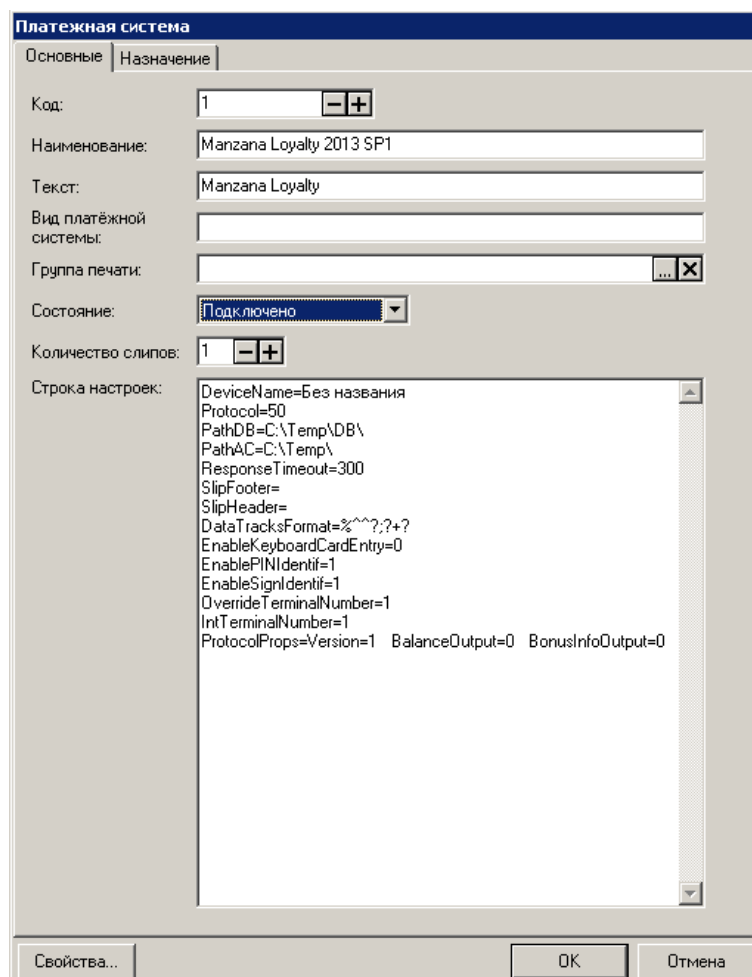 Платежная система
Основные Назначение
Код: 1
Наименование: Manzana Loyalty 2013 SP1
Текст: Manzana Loyalty
Вид платёжной
системы:
Группа печати: ...
Состояние: Подключено
Количество слипов: 1
Строка настроек: DeviceName=Без названия
Protocol=50
PathDB=C:\Temp\DB\
PathAC=C:\Temp\
ResponseTimeout=300
SlipFooter=
SlipHeader=
DataTracksFormat=%^^?;?+?
EnableKeyboardCardEntry=0
EnablePINIdentif=1
EnableSignIdentif=1
OverrideTerminalNumber=1
IntTerminalNumber=1
ProtocolProps=Version=1 BalanceOutput=0 BonusInfoOutput=0
Свойства... OK Отмена